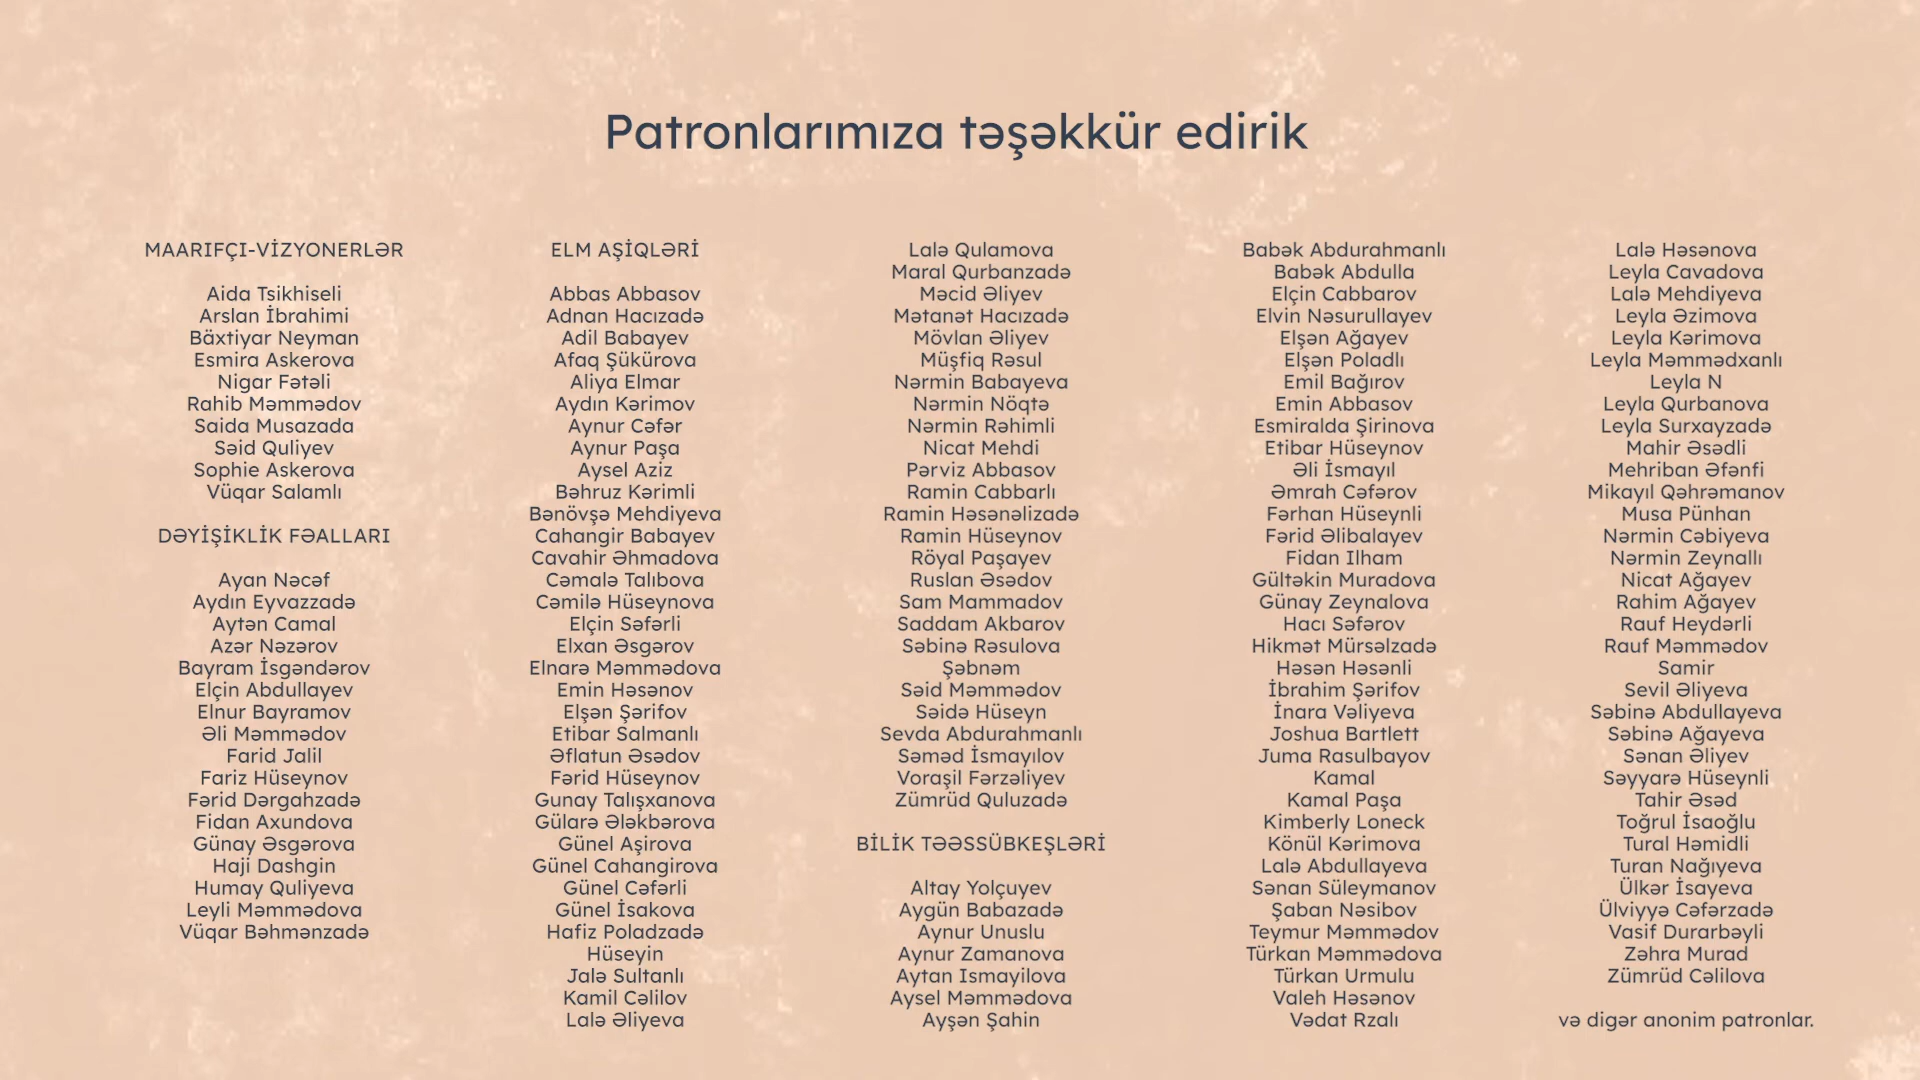 Patronlarımıza təşəkkür edirik
MAARIFÇI-VİZYONERLƏR
Aida Tsikhiseli
Arslan İbrahimi
Bäxtiyar Neyman
Esmira Askerova
Nigar Fətəli
Rahib Məmmədov
Saida Musazada
Səid Quliyev
Sophie Askerova
Vüqar Salamlı
DƏYİŞİKLİK FƏALLARI
Ayan Nəcəf
Aydın Eyvazzadə
Aytən Camal
Azər Nəzərov
Bayram İsgəndərov
Elçin Abdullayev
Elnur Bayramov
Əli Məmmədov
Farid Jalil
Fariz Hüseynov
Fərid Dərgahzadə
Fidan Axundova
Günay Əsgərova
Haji Dashgin
Humay Quliyeva
Leyli Məmmədova
Vüqar Bəhmənzadə
ELM AŞİQLƏRİ
Abbas Abbasov
Adnan Hacızadə
Adil Babayev
Afaq Şükürova
Aliya Elmar
Aydın Kərimov
Aynur Cəfər
Aynur Paşa
Aysel Aziz
Bəhruz Kərimli
Bənövşə Mehdiyeva
Cahangir Babayev
Cavahir Əhmadova
Cəmalə Talıbova
Cəmilə Hüseynova
Elçin Səfərli
Elxan Əsgərov
Elnarə Məmmədova
Emin Həsənov
Elşən Şərifov
Etibar Salmanlı
Əflatun Əsədov
Fərid Hüseynov
Gunay Talışxanova
Gülarə Ələkbərova
Günel Aşirova
Günel Cahangirova
Günel Cəfərli
Günel İsakova
Hafiz Poladzadə
Hüseyin
Jalə Sultanlı
Kamil Cəlilov
Lalə Əliyeva
Lalə Qulamova
Maral Qurbanzadə
Məcid Əliyev
Mətanət Hacızadə
Mövlan Əliyev
Müşfiq Rəsul
Nərmin Babayeva
Nərmin Nöqtə
Nərmin Rəhimli
Nicat Mehdi
Pərviz Abbasov
Ramin Cabbarlı
Ramin Həsənəlizadə
Ramin Hüseynov
Röyal Paşayev
Ruslan Əsədov
Sam Mammadov
Saddam Akbarov
Səbinə Rəsulova
Şəbnəm
Səid Məmmədov
Səidə Hüseyn
Sevda Abdurahmanlı
Səməd İsmayılov
Voraşil Fərzəliyev
Zümrüd Quluzadə
BİLİK TƏƏSSÜBKEŞLƏRİ
Altay Yolçuyev
Aygün Babazadə
Aynur Unuslu
Aynur Zamanova
Aytan Ismayilova
Aysel Məmmədova
Ayşən Şahin
Babək Abdurahmanlı
Babək Abdulla
Elçin Cabbarov
Elvin Nəsurullayev
Elşən Ağayev
Elşən Poladlı
Emil Bağırov
Emin Abbasov
Esmiralda Şirinova
Etibar Hüseynov
Əli İsmayıl
Əmrah Cəfərov
Fərhan Hüseynli
Fərid Əlibalayev
Fidan Ilham
Gültəkin Muradova
Günay Zeynalova
Hacı Səfərov
Hikmət Mürsəlzadə
Həsən Həsənli
İbrahim Şərifov
İnara Vəliyeva
Joshua Bartlett
Juma Rasulbayov
Kamal
Kamal Paşa
Kimberly Loneck
Könül Kərimova
Lalə Abdullayeva
Sənan Süleymanov
Şaban Nəsibov
Teymur Məmmədov
Türkan Məmmədova
Türkan Urmulu
Valeh Həsənov
Vədat Rzalı
Lalə Həsənova
Leyla Cavadova
Lalə Mehdiyeva
Leyla Əzimova
Leyla Kərimova
Leyla Məmmədxanlı
Leyla N
Leyla Qurbanova
Leyla Surxayzadə
Mahir Əsədli
Mehriban Əfənfi
Mikayıl Qəhrəmanov
Musa Pünhan
Nərmin Cəbiyeva
Nərmin Zeynallı
Nicat Ağayev
Rahim Ağayev
Rauf Heydərli
Rauf Məmmədov
Samir
Sevil Əliyeva
Səbinə Abdullayeva
Səbinə Ağayeva
Sənan Əliyev
Səyyarə Hüseynli
Tahir Əsəd
Toğrul İsaoğlu
Tural Həmidli
Turan Nağıyeva
Ülkər İsayeva
Ülviyyə Cəfərzadə
Vasif Durarbəyli
Zəhra Murad
Zümrüd Cəlilova
və digər anonim patronlar.